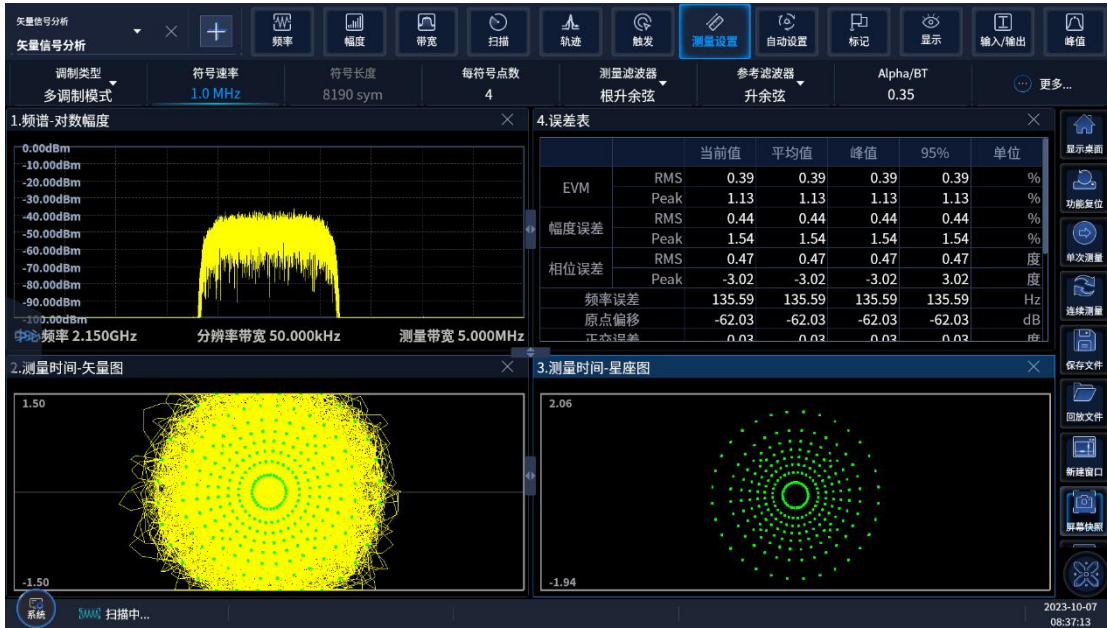 矢量信号分析
矢量信号分析
频率
幅度
带宽
扫描
轨迹
触发
测量设置
自动设置
标记
显示
输入/输出
峰值
调制类型 符号速率 符号长度 每符号点数 测量滤波器 参考滤波器 Alpha/BT
多调制模式 1.0 MHz 8190 sym 4 根升余弦 升余弦 0.35
更多...
1.频谱-对数幅度
0.00dBm
-10.00dBm
-20.00dBm
-30.00dBm
-40.00dBm
-50.00dBm
-60.00dBm
-70.00dBm
-80.00dBm
-90.00dBm
-100.00dBm
中心频率 2.150GHz 分辨率带宽 50.000kHz 测量带宽 5.000MHz
4.误差表
当前值 平均值 峰值 95% 单位
EVM RMS 0.39 0.39 0.39 0.39 %
Peak 1.13 1.13 1.13 1.13 %
幅度误差 RMS 0.44 0.44 0.44 0.44 %
Peak 1.54 1.54 1.54 1.54 %
相位误差 RMS 0.47 0.47 0.47 0.47 度
Peak -3.02 -3.02 -3.02 3.02 度
频率误差 135.59 135.59 135.59 135.59 Hz
原点偏移 -62.03 -62.03 -62.03 -62.03 dB
正交误差 0.03 0.03 0.03 0.03 度
2.测量时间-矢量图
1.50
-1.50
3.测量时间-星座图
2.06
-1.94
显示桌面
功能复位
单次测量
连续测量
保存文件
回放文件
新建窗口
屏幕快照
系统
扫描中...
2023-10-07
08:37:13